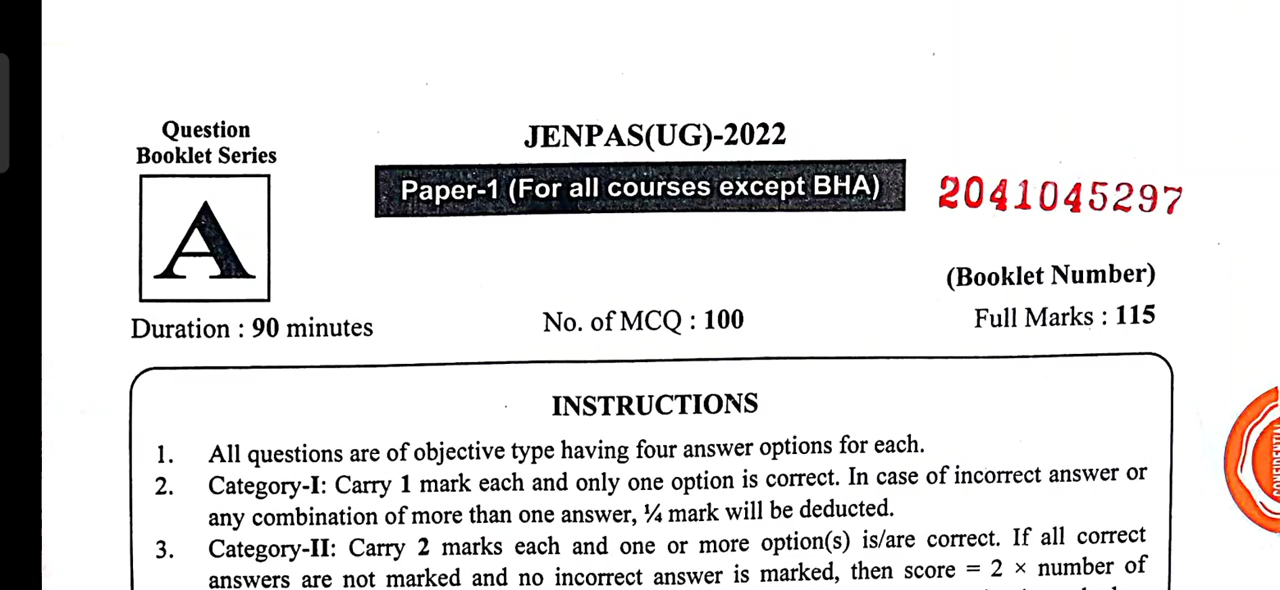 Question
Booklet Series
JENPAS(UG)-2022
Paper-1 (For all courses except BHA)
2041045297
A
(Booklet Number)
Duration : 90 minutes
No. of MCQ : 100
Full Marks : 115
INSTRUCTIONS
1. All questions are of objective type having four answer options for each.
2. Category-I: Carry 1 mark each and only one option is correct. In case of incorrect answer or
any combination of more than one answer, ¼ mark will be deducted.
3. Category-II: Carry 2 marks each and one or more option(s) is/are correct. If all correct
answers are not marked and no incorrect answer is marked, then score = 2 × number of
CONFIDENTIAL